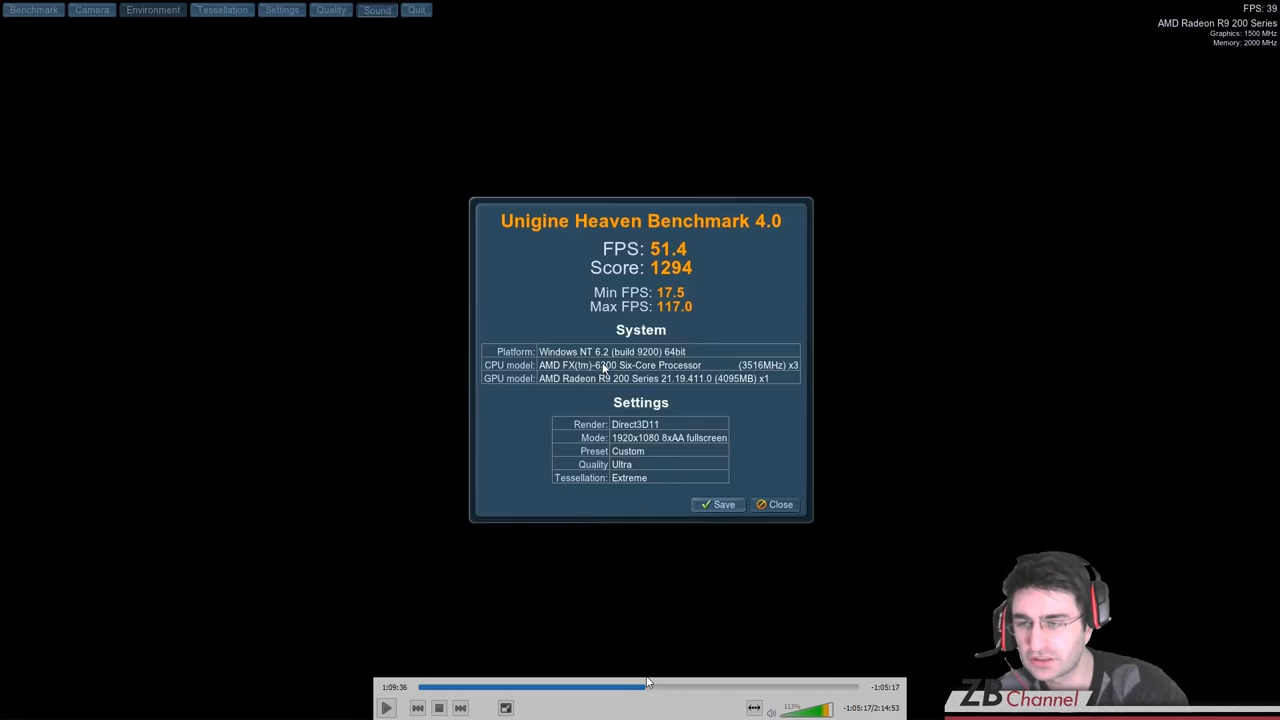 Benchmark Camera Environment Tessellation Settings Quality Sound Quit
FPS: 39
AMD Radeon R9 200 Series
Graphics: 1500 MHz
Memory: 2000 MHz
Unigine Heaven Benchmark 4.0
FPS: 51.4
Score: 1294
Min FPS: 17.5
Max FPS: 117.0
System
Platform: Windows NT 6.2 (build 9200) 64bit
CPU model: AMD FX(tm)-6300 Six-Core Processor (3516MHz) x3
GPU model: AMD Radeon R9 200 Series 21.19.411.0 (4095MB) x1
Settings
Render: Direct3D11
Mode: 1920x1080 8xAA fullscreen
Preset Custom
Quality Ultra
Tessellation: Extreme
Save Close
1:09:36 -1:05:17
113% -1:05:17/2:14:53
ZB Channel